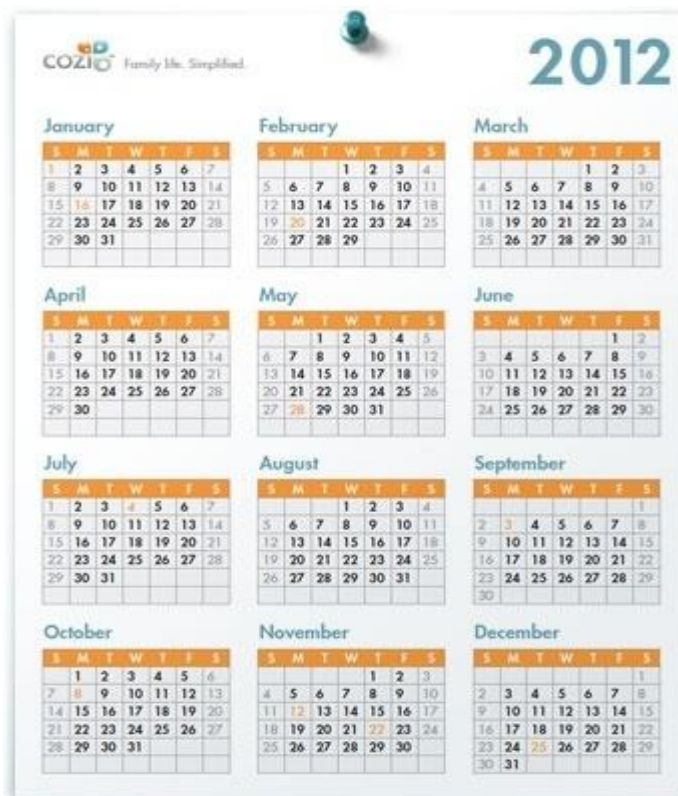 COZI Family life. Simplified.
2012
January February March
S M T W T F S S M T W T F S S M T W T F S
1 2 3 4 5 6 7 1 2 3 4 1 2 3
8 9 10 11 12 13 14 5 6 7 8 9 10 11 4 5 6 7 8 9 10
15 16 17 18 19 20 21 12 13 14 15 16 17 18 11 12 13 14 15 16 17
22 23 24 25 26 27 28 19 20 21 22 23 24 25 18 19 20 21 22 23 24
29 30 31 26 27 28 29 25 26 27 28 29 30 31
April May June
S M T W T F S S M T W T F S S M T W T F S
1 2 3 4 5 6 7 1 2 3 4 5 1 2
8 9 10 11 12 13 14 6 7 8 9 10 11 12 3 4 5 6 7 8 9
15 16 17 18 19 20 21 13 14 15 16 17 18 19 10 11 12 13 14 15 16
22 23 24 25 26 27 28 20 21 22 23 24 25 26 17 18 19 20 21 22 23
29 30 27 28 29 30 31 24 25 26 27 28 29 30
July August September
S M T W T F S S M T W T F S S M T W T F S
1 2 3 4 5 6 7 1 2 3 4 1
8 9 10 11 12 13 14 5 6 7 8 9 10 11 2 3 4 5 6 7 8
15 16 17 18 19 20 21 12 13 14 15 16 17 18 9 10 11 12 13 14 15
22 23 24 25 26 27 28 19 20 21 22 23 24 25 16 17 18 19 20 21 22
29 30 31 26 27 28 29 30 31 23 24 25 26 27 28 29
30
October November December
S M T W T F S S M T W T F S S M T W T F S
1 2 3 4 5 6 1 2 3 1
7 8 9 10 11 12 13 4 5 6 7 8 9 10 2 3 4 5 6 7 8
14 15 16 17 18 19 20 11 12 13 14 15 16 17 9 10 11 12 13 14 15
21 22 23 24 25 26 27 18 19 20 21 22 23 24 16 17 18 19 20 21 22
28 29 30 31 25 26 27 28 29 30 23 24 25 26 27 28 29
30 31